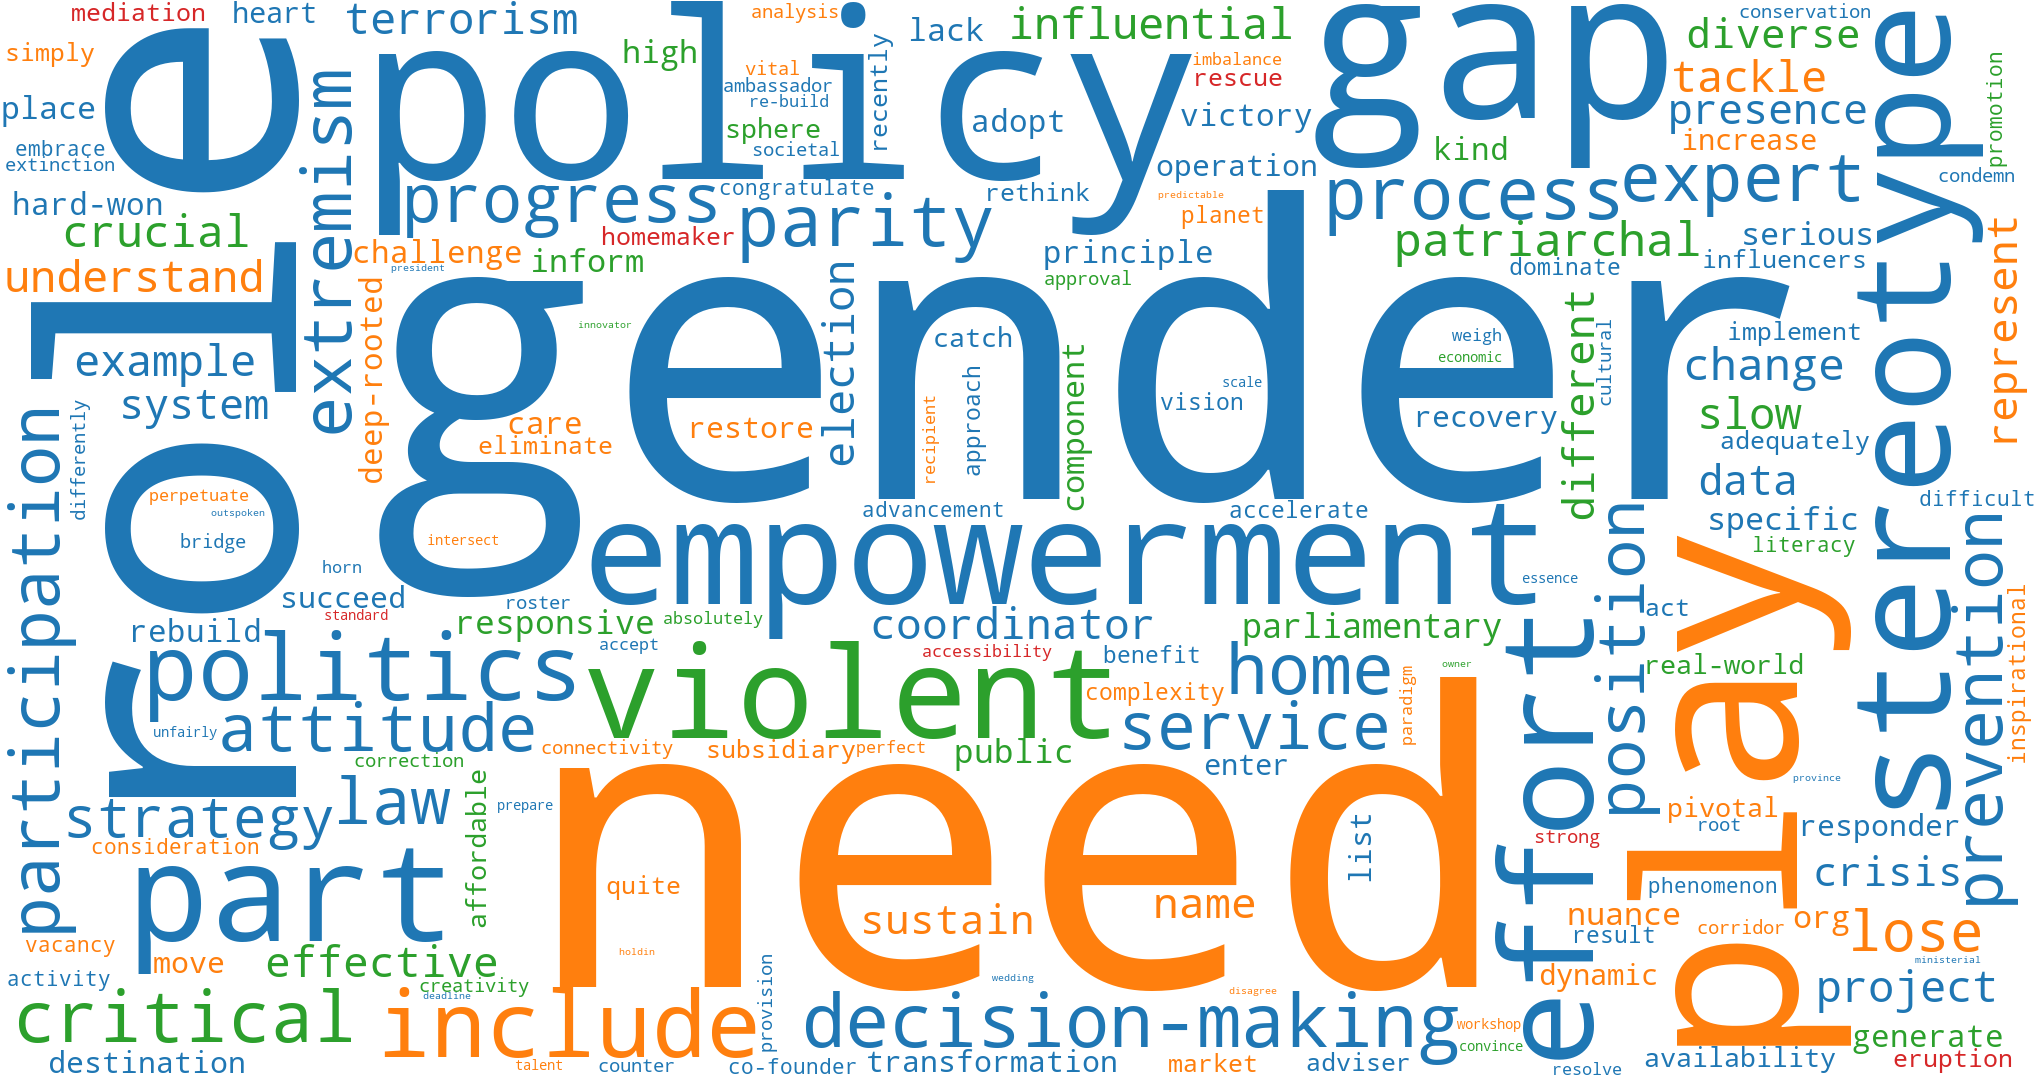 mediation
heart
terrorism
analysis
lack
influential
gap
conservation
diverse
simply
high
policy
recently
vital
ambassador
re-build
imbalance
rescue
tackle
stereotype
promotion
place
role
extremism
sphere
societal
adopt
victory
presence
increase
kind
embrace
extinction
operation
expert
condemn
hard-won
progress
congratulate
rethink
predictable
process
crucial
parity
planet
homemaker
patriarchal
serious
represent
understand
challenge
inform
principle
influencers
president
approval
dominate
deep-rooted
gender
innovator
election
catch
weigh
economic
different
cultural
implement
example
change
component
system
scale
vision
approach
recipient
care
eliminate
restore
recovery
slow
adequately
participation
differently
perpetuate
outspoken
bridge
data
difficult
advancement
accelerate
specific
literacy
intersect
empowerment
position
prevention
horn
essence
succeed
standard
roster
act
inspirational
rebuild
responsive
absolutely
coordinator
parliamentary
effort
play
politics
accept
violent
accessibility
benefit
home
owner
real-world
complexity
paradigm
attitude
unfairly
connectivity
subsidiary
perfect
public
service
correction
enter
need
affordable
prepare
province
strategy
law
pivotal
root
responder
consideration
strong
list
part
quite
crisis
phenomenon
sustain
name
nuance
corridor
org
lose
vacancy
result
holdin
move
effective
activity
creativity
deadline
provision
wedding
disagree
dynamic
ministerial
project
critical
include
decision-making
workshop
convince
generate
destination
talent
counter
co-founder
transformation
market
adviser
resolve
availability
eruption